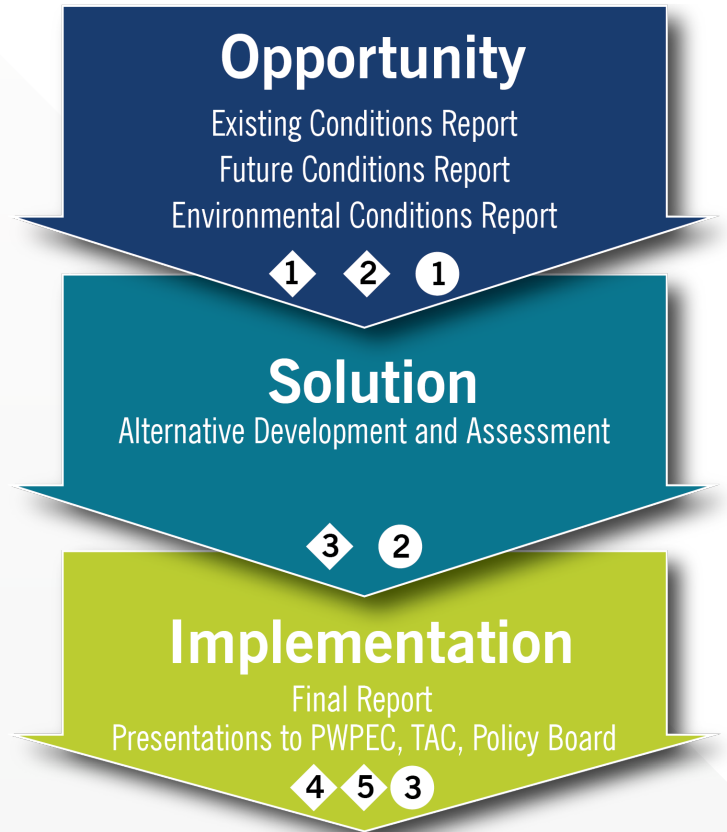 Opportunity
Existing Conditions Report
Future Conditions Report
Environmental Conditions Report
1 2 1
Solution
Alternative Development and Assessment
3 2
Implementation
Final Report
Presentations to PWPEC, TAC, Policy Board
4 5 3